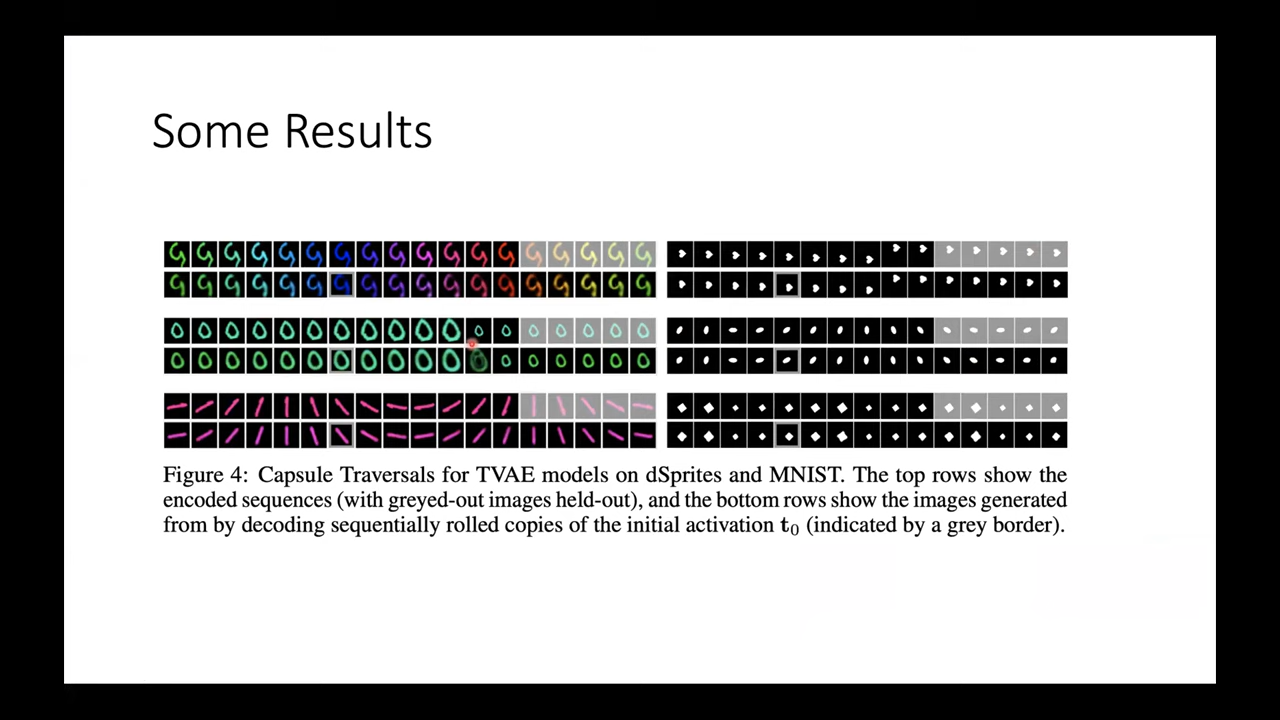 Some Results
Figure 4: Capsule Traversals for TVAE models on dSprites and MNIST. The top rows show the
encoded sequences (with greyed-out images held-out), and the bottom rows show the images generated
from by decoding sequentially rolled copies of the initial activation t₀ (indicated by a grey border).